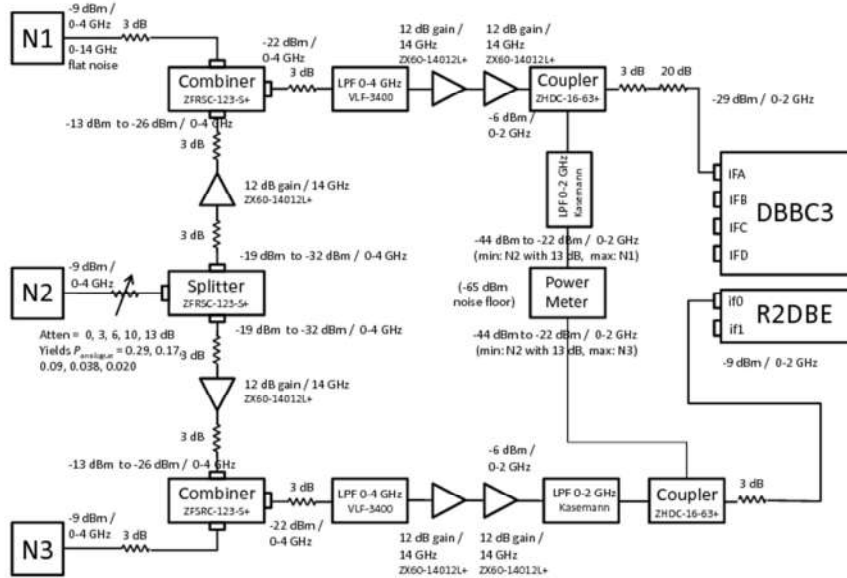 N1
-9 dBm /
0-4 GHz
3 dB
0-14 GHz
flat noise
Combiner
ZFRSC-123-S+
-22 dBm /
0-4 GHz
3 dB
LPF 0-4 GHz
VLF-3400
12 dB gain /
14 GHz
ZX60-14012L+
12 dB gain /
14 GHz
ZX60-14012L+
Coupler
ZHDC-16-63+
3 dB
20 dB
-29 dBm / 0-2 GHz
-13 dBm to -26 dBm / 0-4 GHz
3 dB
-6 dBm /
0-2 GHz
LPF 0-2 GHz
Kasemann
IFA
IFB
IFC
IFD
DBBC3
12 dB gain / 14 GHz
ZX60-14012L+
3 dB
-19 dBm to -32 dBm / 0-4 GHz
-44 dBm to -22 dBm / 0-2 GHz
(min: N2 with 13 dB, max: N1)
N2
-9 dBm /
0-4 GHz
Splitter
ZFRSC-123-S+
(-65 dBm
noise floor)
Power
Meter
if0
if1
R2DBE
Atten = 0, 3, 6, 10, 13 dB
Yields Panalogue = 0.29, 0.17,
0.09, 0.038, 0.020
-19 dBm to -32 dBm / 0-4 GHz
3 dB
-44 dBm to -22 dBm / 0-2 GHz
(min: N2 with 13 dB, max: N3)
-9 dBm / 0-2 GHz
12 dB gain / 14 GHz
ZX60-14012L+
3 dB
-13 dBm to -26 dBm / 0-4 GHz
Combiner
ZFSRC-123-S+
3 dB
-22 dBm /
0-4 GHz
LPF 0-4 GHz
VLF-3400
-6 dBm /
0-2 GHz
LPF 0-2 GHz
Kasemann
Coupler
ZHDC-16-63+
3 dB
N3
-9 dBm /
0-4 GHz
3 dB
12 dB gain /
14 GHz
ZX60-14012L+
12 dB gain /
14 GHz
ZX60-14012L+